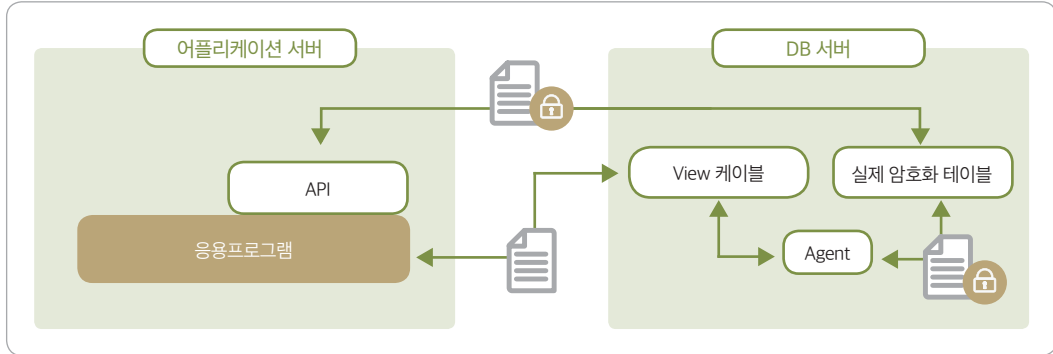 어플리케이션 서버
DB 서버
API
View 케이블
실제 암호화 테이블
응용프로그램
Agent